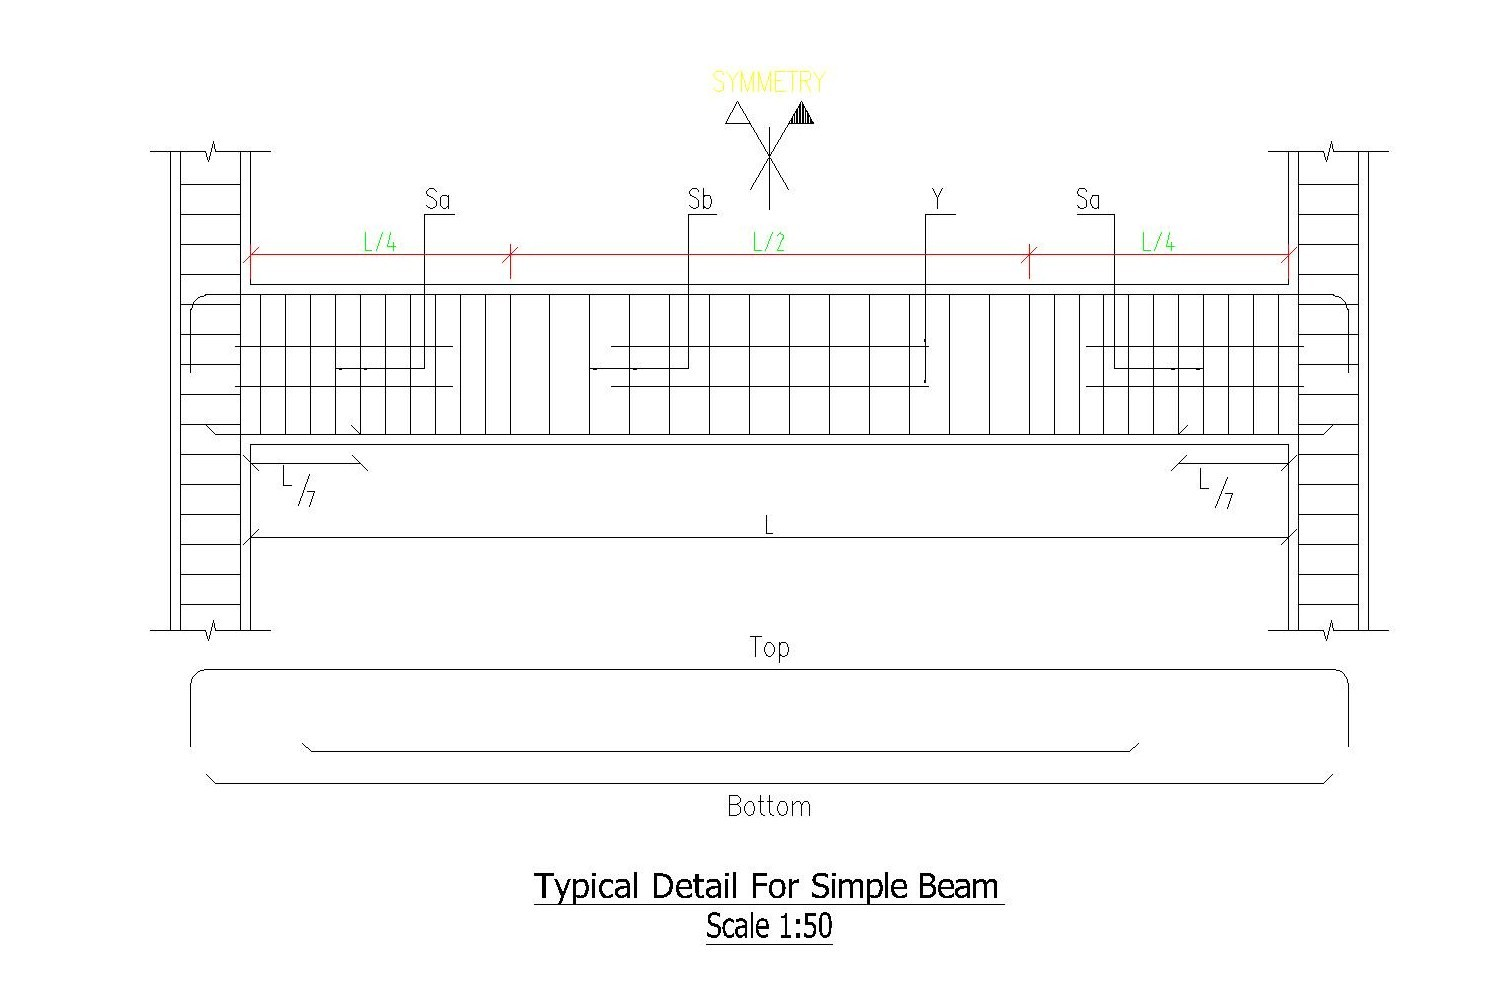 SYMMETRY
Sa Sb Y Sa
L/4 L/2 L/4
L/7 L/7
L
Top
Bottom
Typical Detail For Simple Beam
Scale 1:50